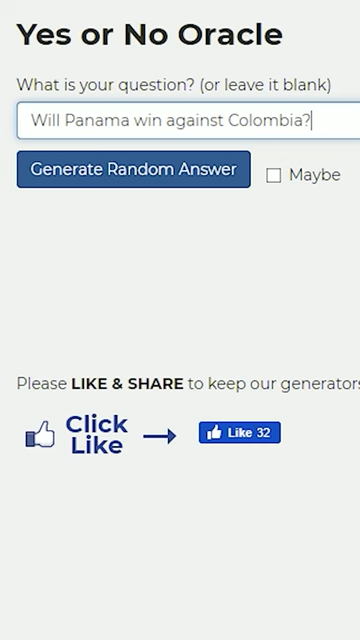 Yes or No Oracle
What is your question? (or leave it blank)
Will Panama win against Colombia?
Generate Random Answer
Maybe
Please LIKE & SHARE to keep our generators
Click
Like
Like 32